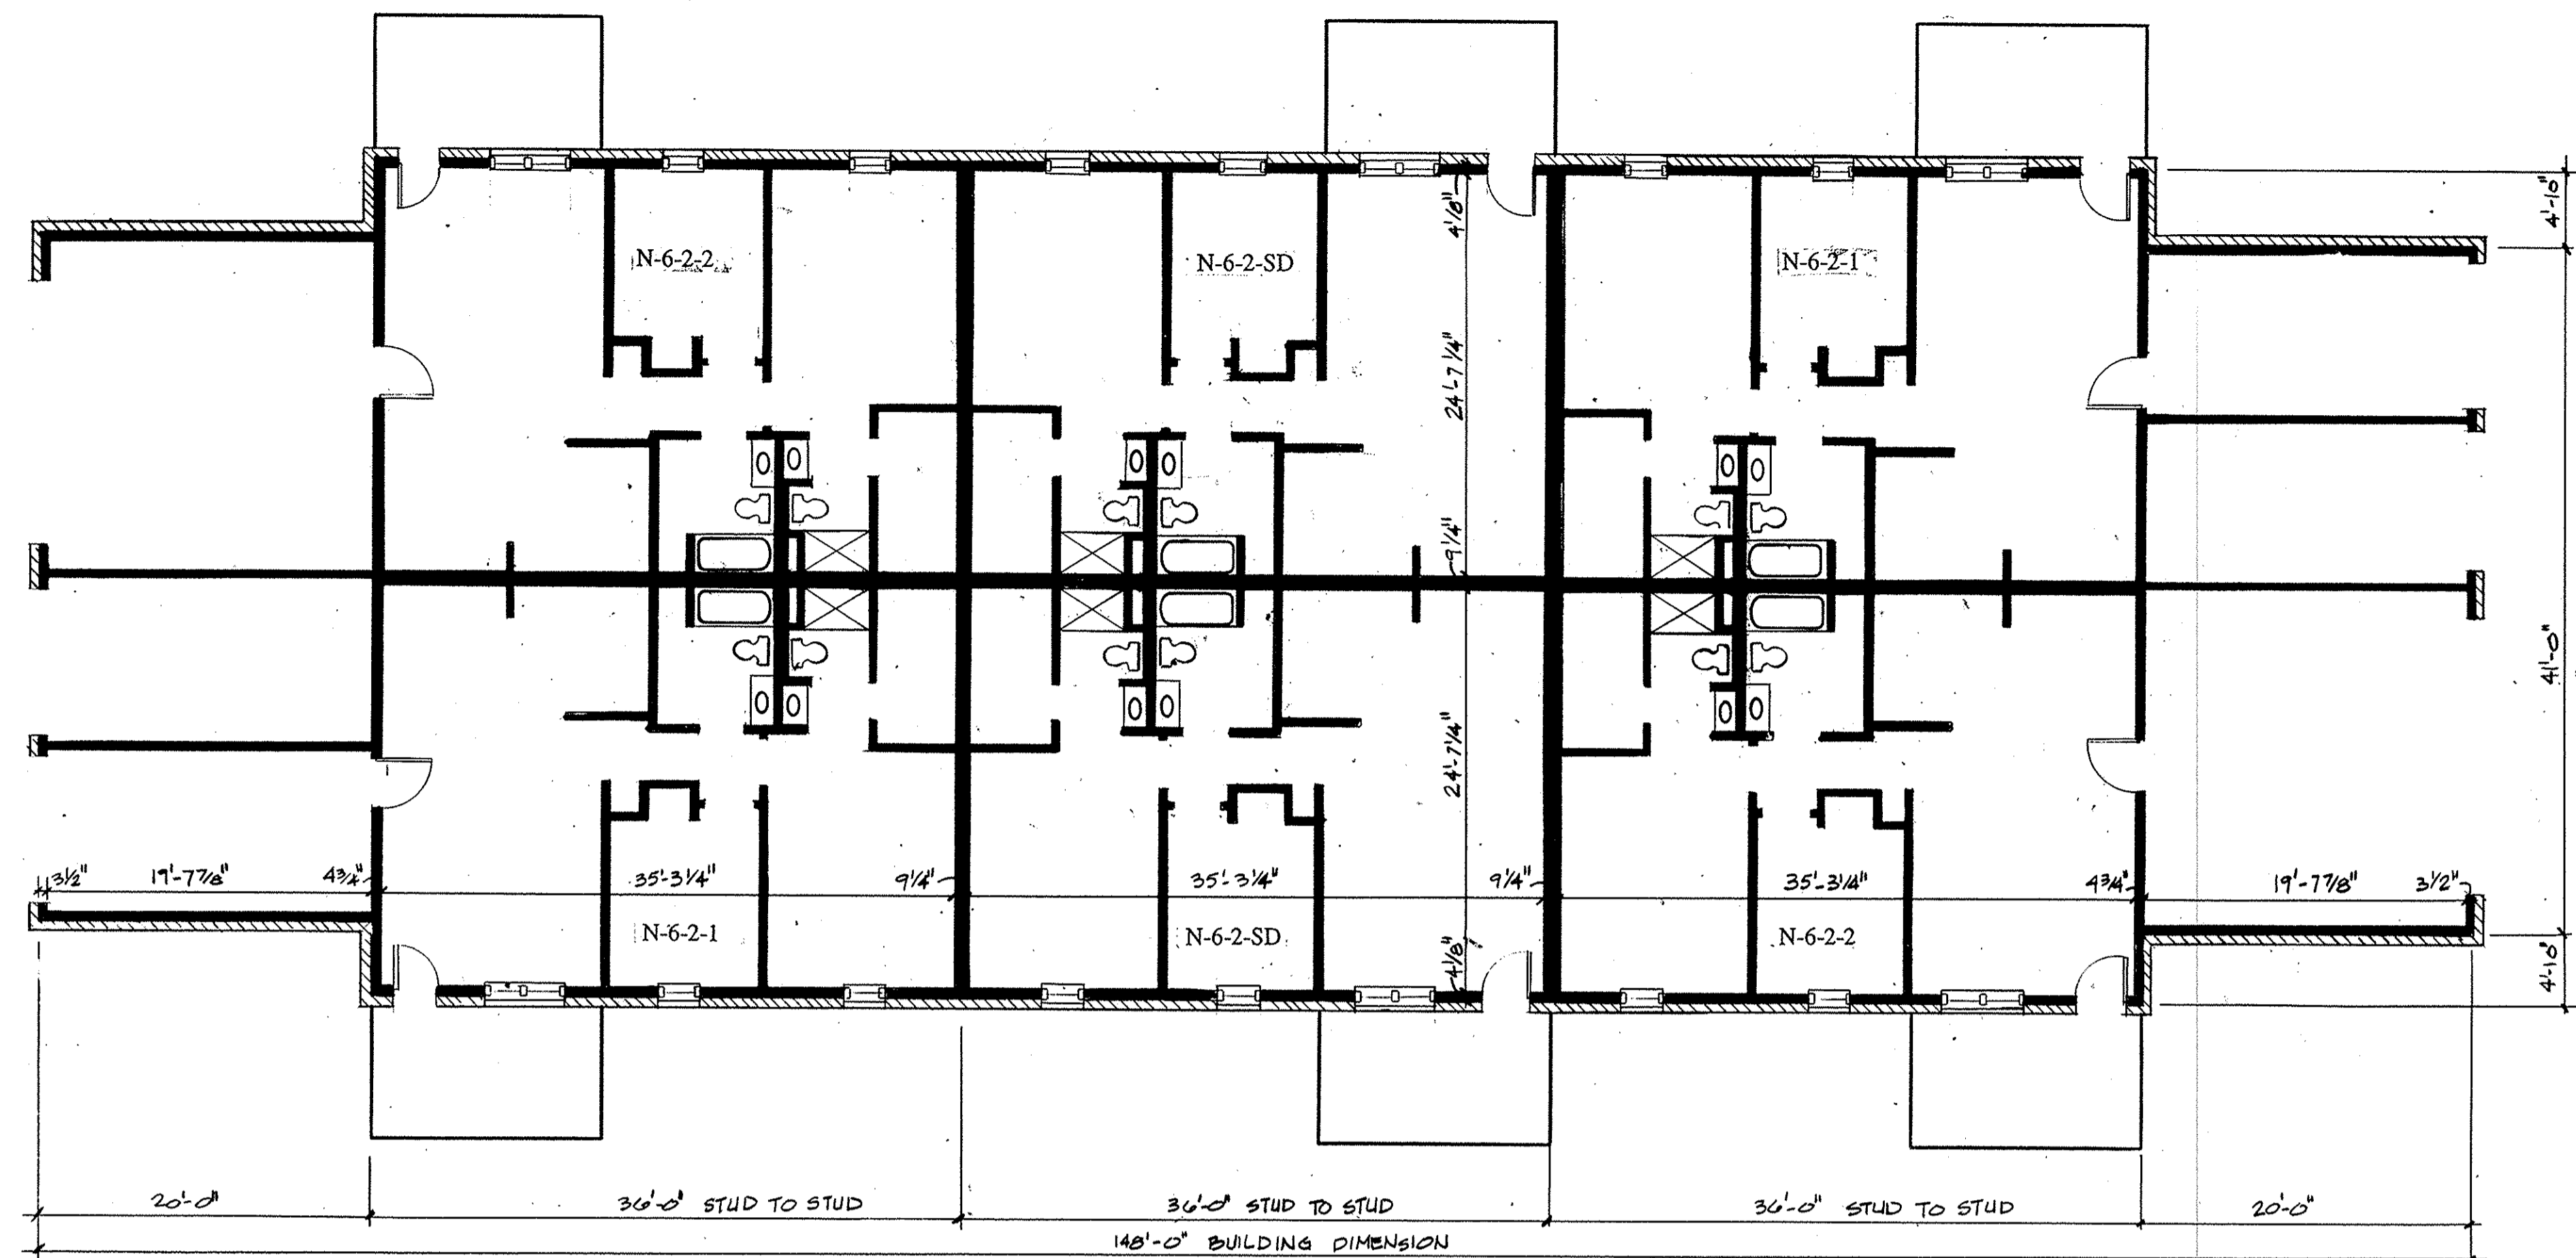 N-6-2-2
N-6-2-SD
N-6-2-1
4 1/8"
4'-10"
24'-7 1/4"
9 1/4"
41'-0"
24'-7 1/4"
3 1/2"
19'-7 7/8"
4 3/4"
35'-3 1/4"
9 1/4"
35'-3 1/4"
9 1/4"
35'-3 1/4"
4 3/4"
19'-7 7/8"
3 1/2"
N-6-2-1
N-6-2-SD
N-6-2-2
4 1/8"
4'-10"
20'-0"
36'-0" STUD TO STUD
36'-0" STUD TO STUD
36'-0" STUD TO STUD
20'-0"
148'-0" BUILDING DIMENSION